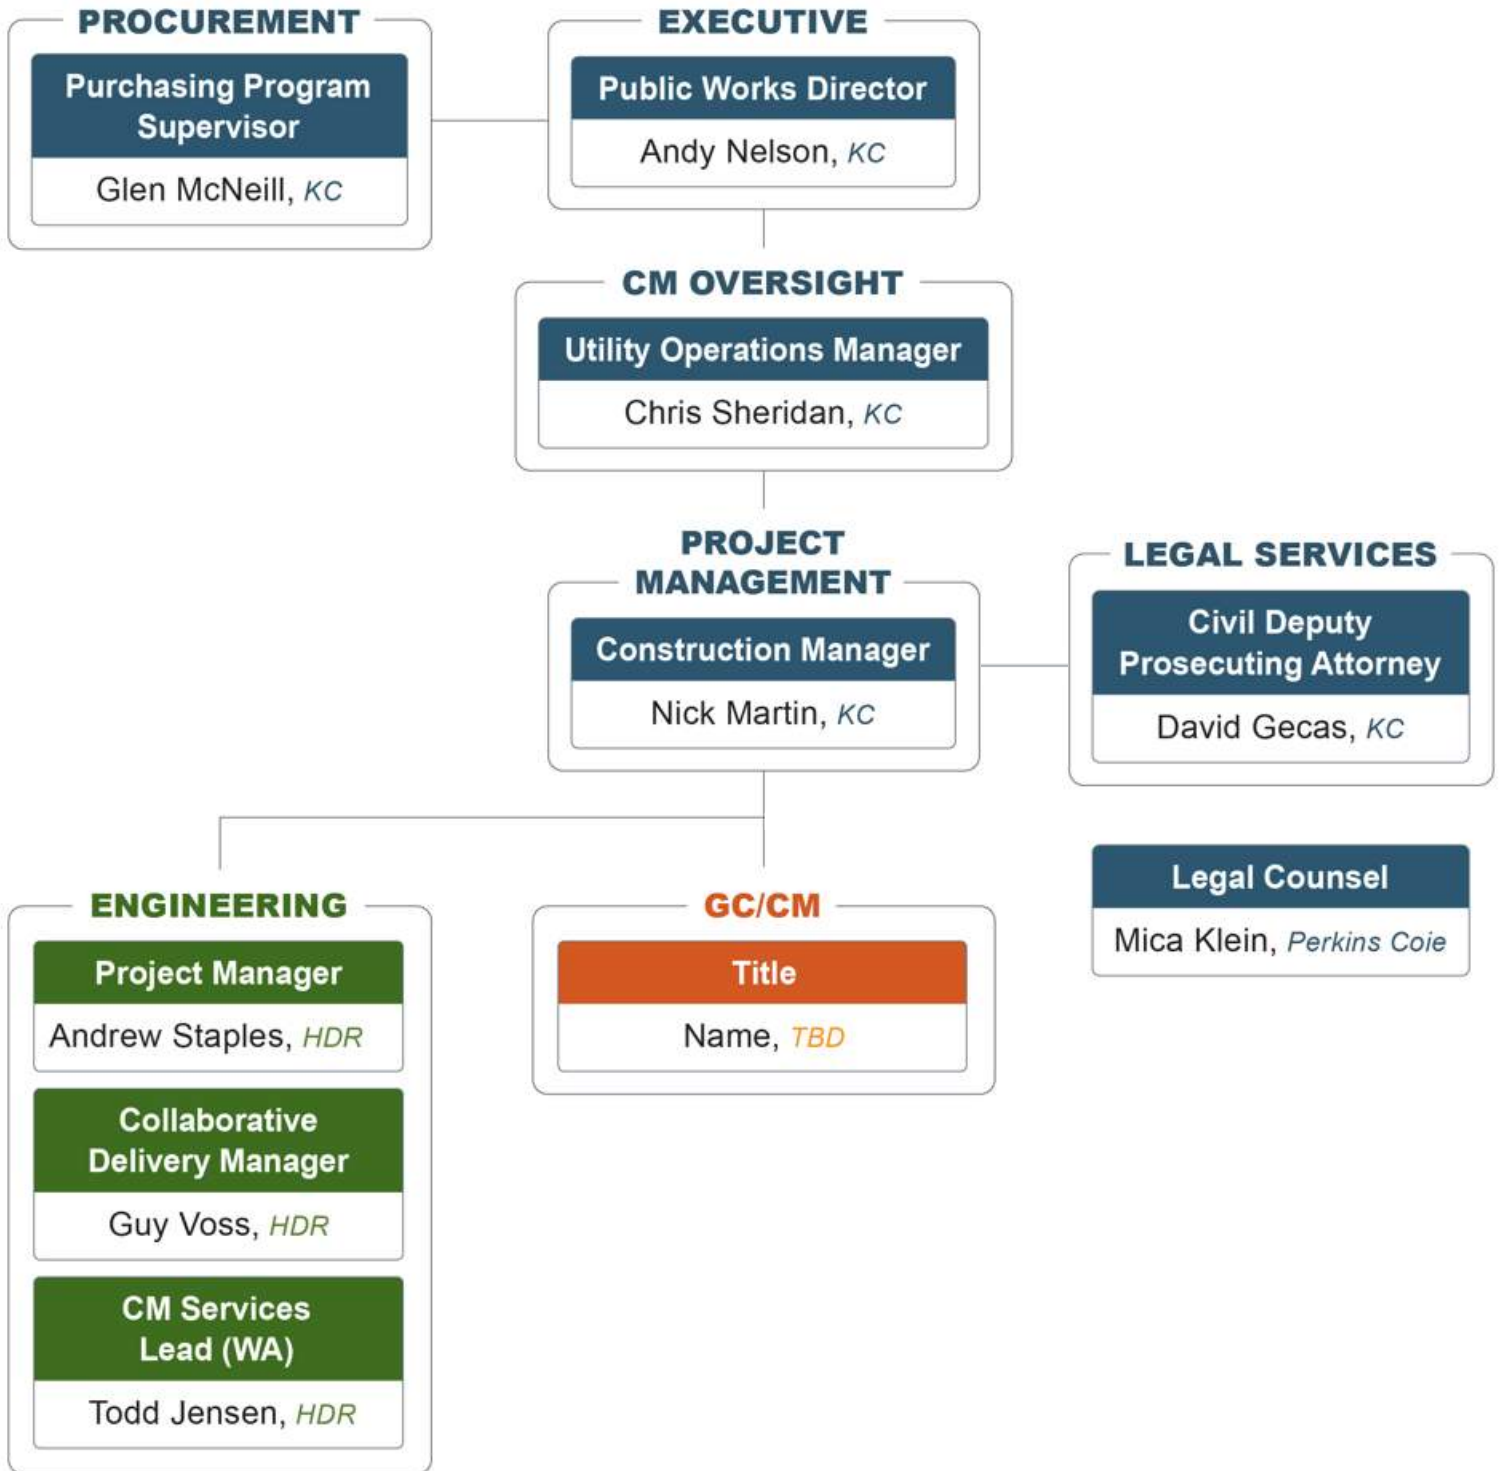 PROCUREMENT
Purchasing Program
Supervisor
Glen McNeill, KC
EXECUTIVE
Public Works Director
Andy Nelson, KC
CM OVERSIGHT
Utility Operations Manager
Chris Sheridan, KC
PROJECT
MANAGEMENT
Construction Manager
Nick Martin, KC
LEGAL SERVICES
Civil Deputy
Prosecuting Attorney
David Gecas, KC
Legal Counsel
Mica Klein, Perkins Coie
ENGINEERING
Project Manager
Andrew Staples, HDR
Collaborative
Delivery Manager
Guy Voss, HDR
CM Services
Lead (WA)
Todd Jensen, HDR
GC/CM
Title
Name, TBD